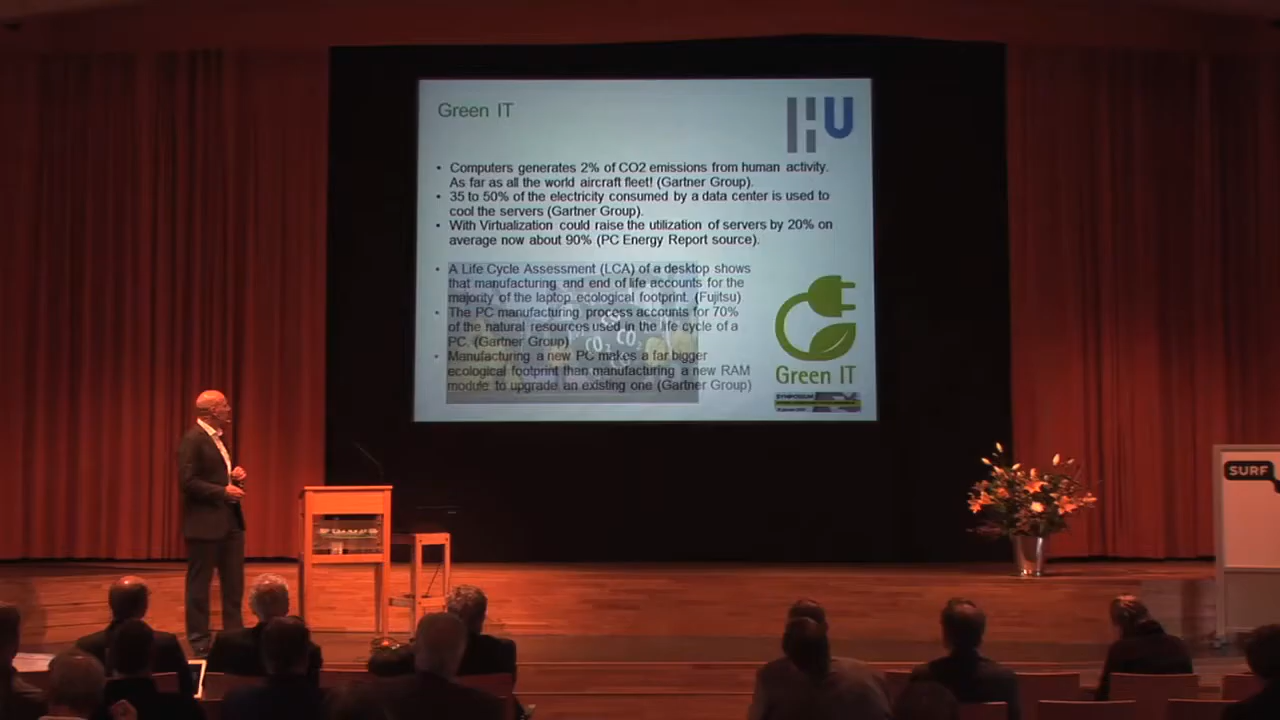 Green IT
HU
• Computers generates 2% of CO2 emissions from human activity.
As far as all the world aircraft fleet! (Gartner Group).
• 35 to 50% of the electricity consumed by a data center is used to
cool the servers (Gartner Group).
• With Virtualization could raise the utilization of servers by 20% on
average now about 90% (PC Energy Report source).
• A Life Cycle Assessment (LCA) of a desktop shows
that manufacturing and end of life accounts for the
majority of the laptop ecological footprint. (Fujitsu)
• The PC manufacturing process accounts for 70%
of the natural resources used in the life cycle of a
PC. (Gartner Group)
• Manufacturing a new PC makes a far bigger
ecological footprint than manufacturing a new RAM
module to upgrade an existing one (Gartner Group)
CO2
CO2
Green IT
SYMPOSIUM
SURF